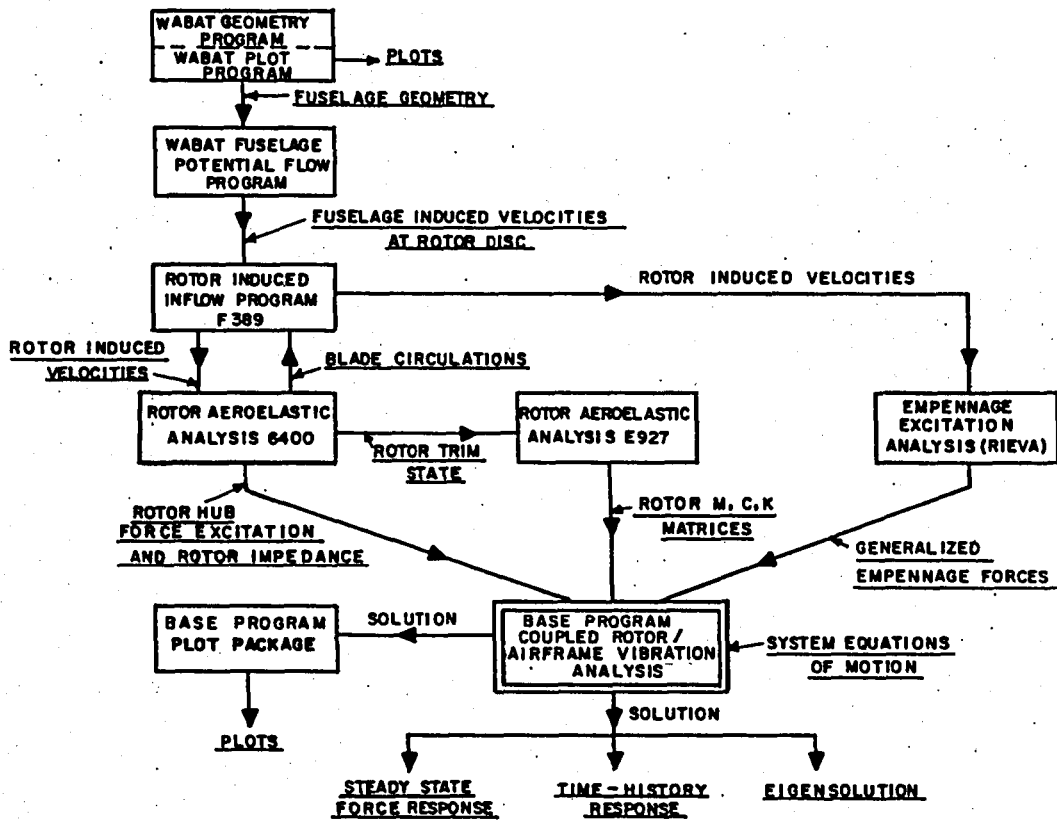 WABAT GEOMETRY
PROGRAM
WABAT PLOT
PROGRAM
PLOTS
FUSELAGE GEOMETRY
WABAT FUSELAGE
POTENTIAL FLOW
PROGRAM
FUSELAGE INDUCED VELOCITIES
AT ROTOR DISC
ROTOR INDUCED
INFLOW PROGRAM
F389
ROTOR INDUCED VELOCITIES
ROTOR INDUCED
VELOCITIES
BLADE CIRCULATIONS
ROTOR AEROELASTIC
ANALYSIS 6400
ROTOR TRIM
STATE
ROTOR AEROELASTIC
ANALYSIS E927
EMPENNAGE
EXCITATION
ANALYSIS (RIEVA)
ROTOR HUB
FORCE EXCITATION
AND ROTOR IMPEDANCE
ROTOR M, C, K
MATRICES
GENERALIZED
EMPENNAGE FORCES
BASE PROGRAM
PLOT PACKAGE
SOLUTION
BASE PROGRAM
COUPLED ROTOR /
AIRFRAME VIBRATION
ANALYSIS
SYSTEM EQUATIONS
OF MOTION
PLOTS
SOLUTION
STEADY STATE
FORCE RESPONSE
TIME-HISTORY
RESPONSE
EIGENSOLUTION